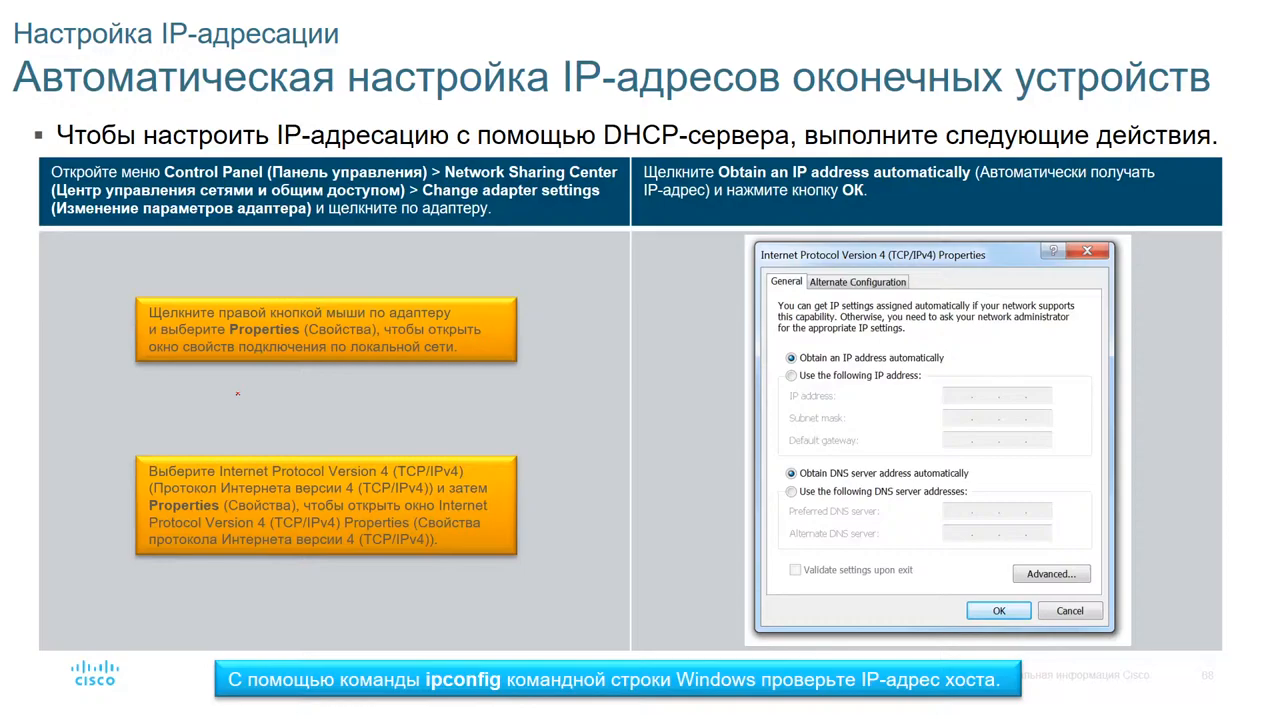 Настройка IP-адресации
Автоматическая настройка IP-адресов оконечных устройств
▪ Чтобы настроить IP-адресацию с помощью DHCP-сервера, выполните следующие действия.
Откройте меню Control Panel (Панель управления) > Network Sharing Center
(Центр управления сетями и общим доступом) > Change adapter settings
(Изменение параметров адаптера) и щелкните по адаптеру.
Щелкните Obtain an IP address automatically (Автоматически получать
IP-адрес) и нажмите кнопку ОК.
Щелкните правой кнопкой мыши по адаптеру
и выберите Properties (Свойства), чтобы открыть
окно свойств подключения по локальной сети.
Выберите Internet Protocol Version 4 (TCP/IPv4)
(Протокол Интернета версии 4 (TCP/IPv4)) и затем
Properties (Свойства), чтобы открыть окно Internet
Protocol Version 4 (TCP/IPv4) Properties (Свойства
протокола Интернета версии 4 (TCP/IPv4)).
Internet Protocol Version 4 (TCP/IPv4) Properties
General
Alternate Configuration
You can get IP settings assigned automatically if your network supports
this capability. Otherwise, you need to ask your network administrator
for the appropriate IP settings.
Obtain an IP address automatically
Use the following IP address:
IP address:
Subnet mask:
Default gateway:
Obtain DNS server address automatically
Use the following DNS server addresses:
Preferred DNS server:
Alternate DNS server:
Validate settings upon exit
Advanced...
OK
Cancel
CISCO
С помощью команды ipconfig командной строки Windows проверьте IP-адрес хоста.
информация Cisco
68